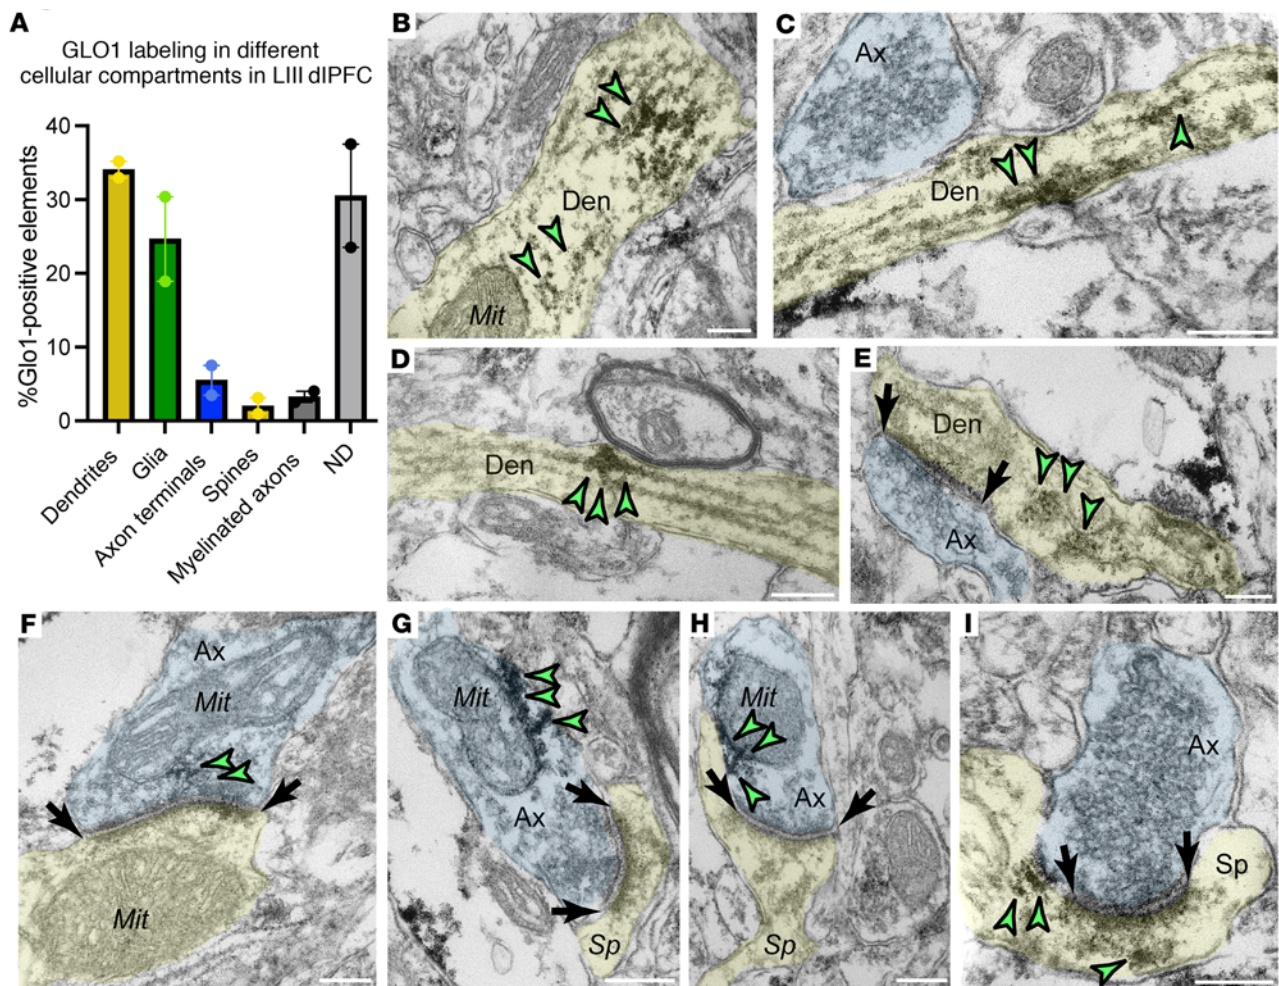 A
GLO1 labeling in different
cellular compartments in LIII dlPFC
%Glo1-positive elements
40
30
20
10
0
Dendrites
Glia
Axon terminals
Spines
Myelinated axons
ND
B
Den
Mit
C
Ax
Den
D
Den
E
Den
Ax
F
Ax
Mit
Mit
G
Mit
Ax
Sp
H
Mit
Ax
Sp
I
Ax
Sp